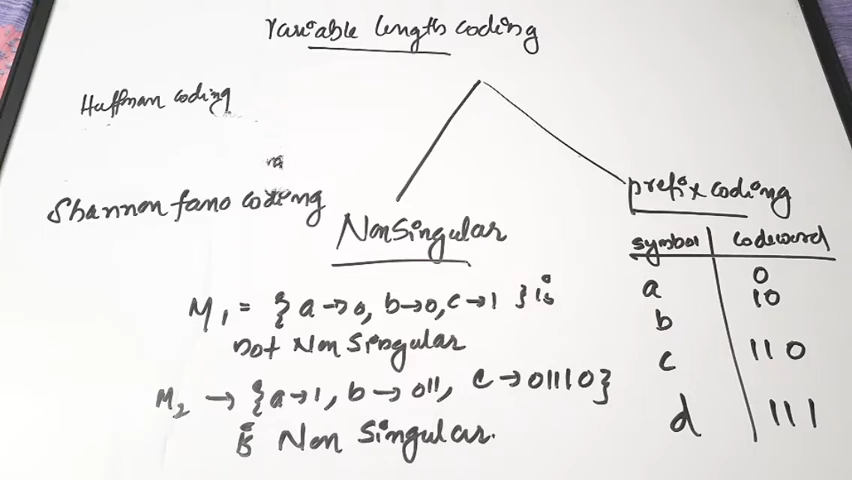 Variable length coding
Huffman coding
Shannon fano coding
Non Singular
M1 = { a→0, b→0, c→1 } is
not Non Singular
M2 → {a→1, b→011, c→01110}
is Non Singular.
prefix coding
symbol codeword
a 0
b 10
c 110
d 111